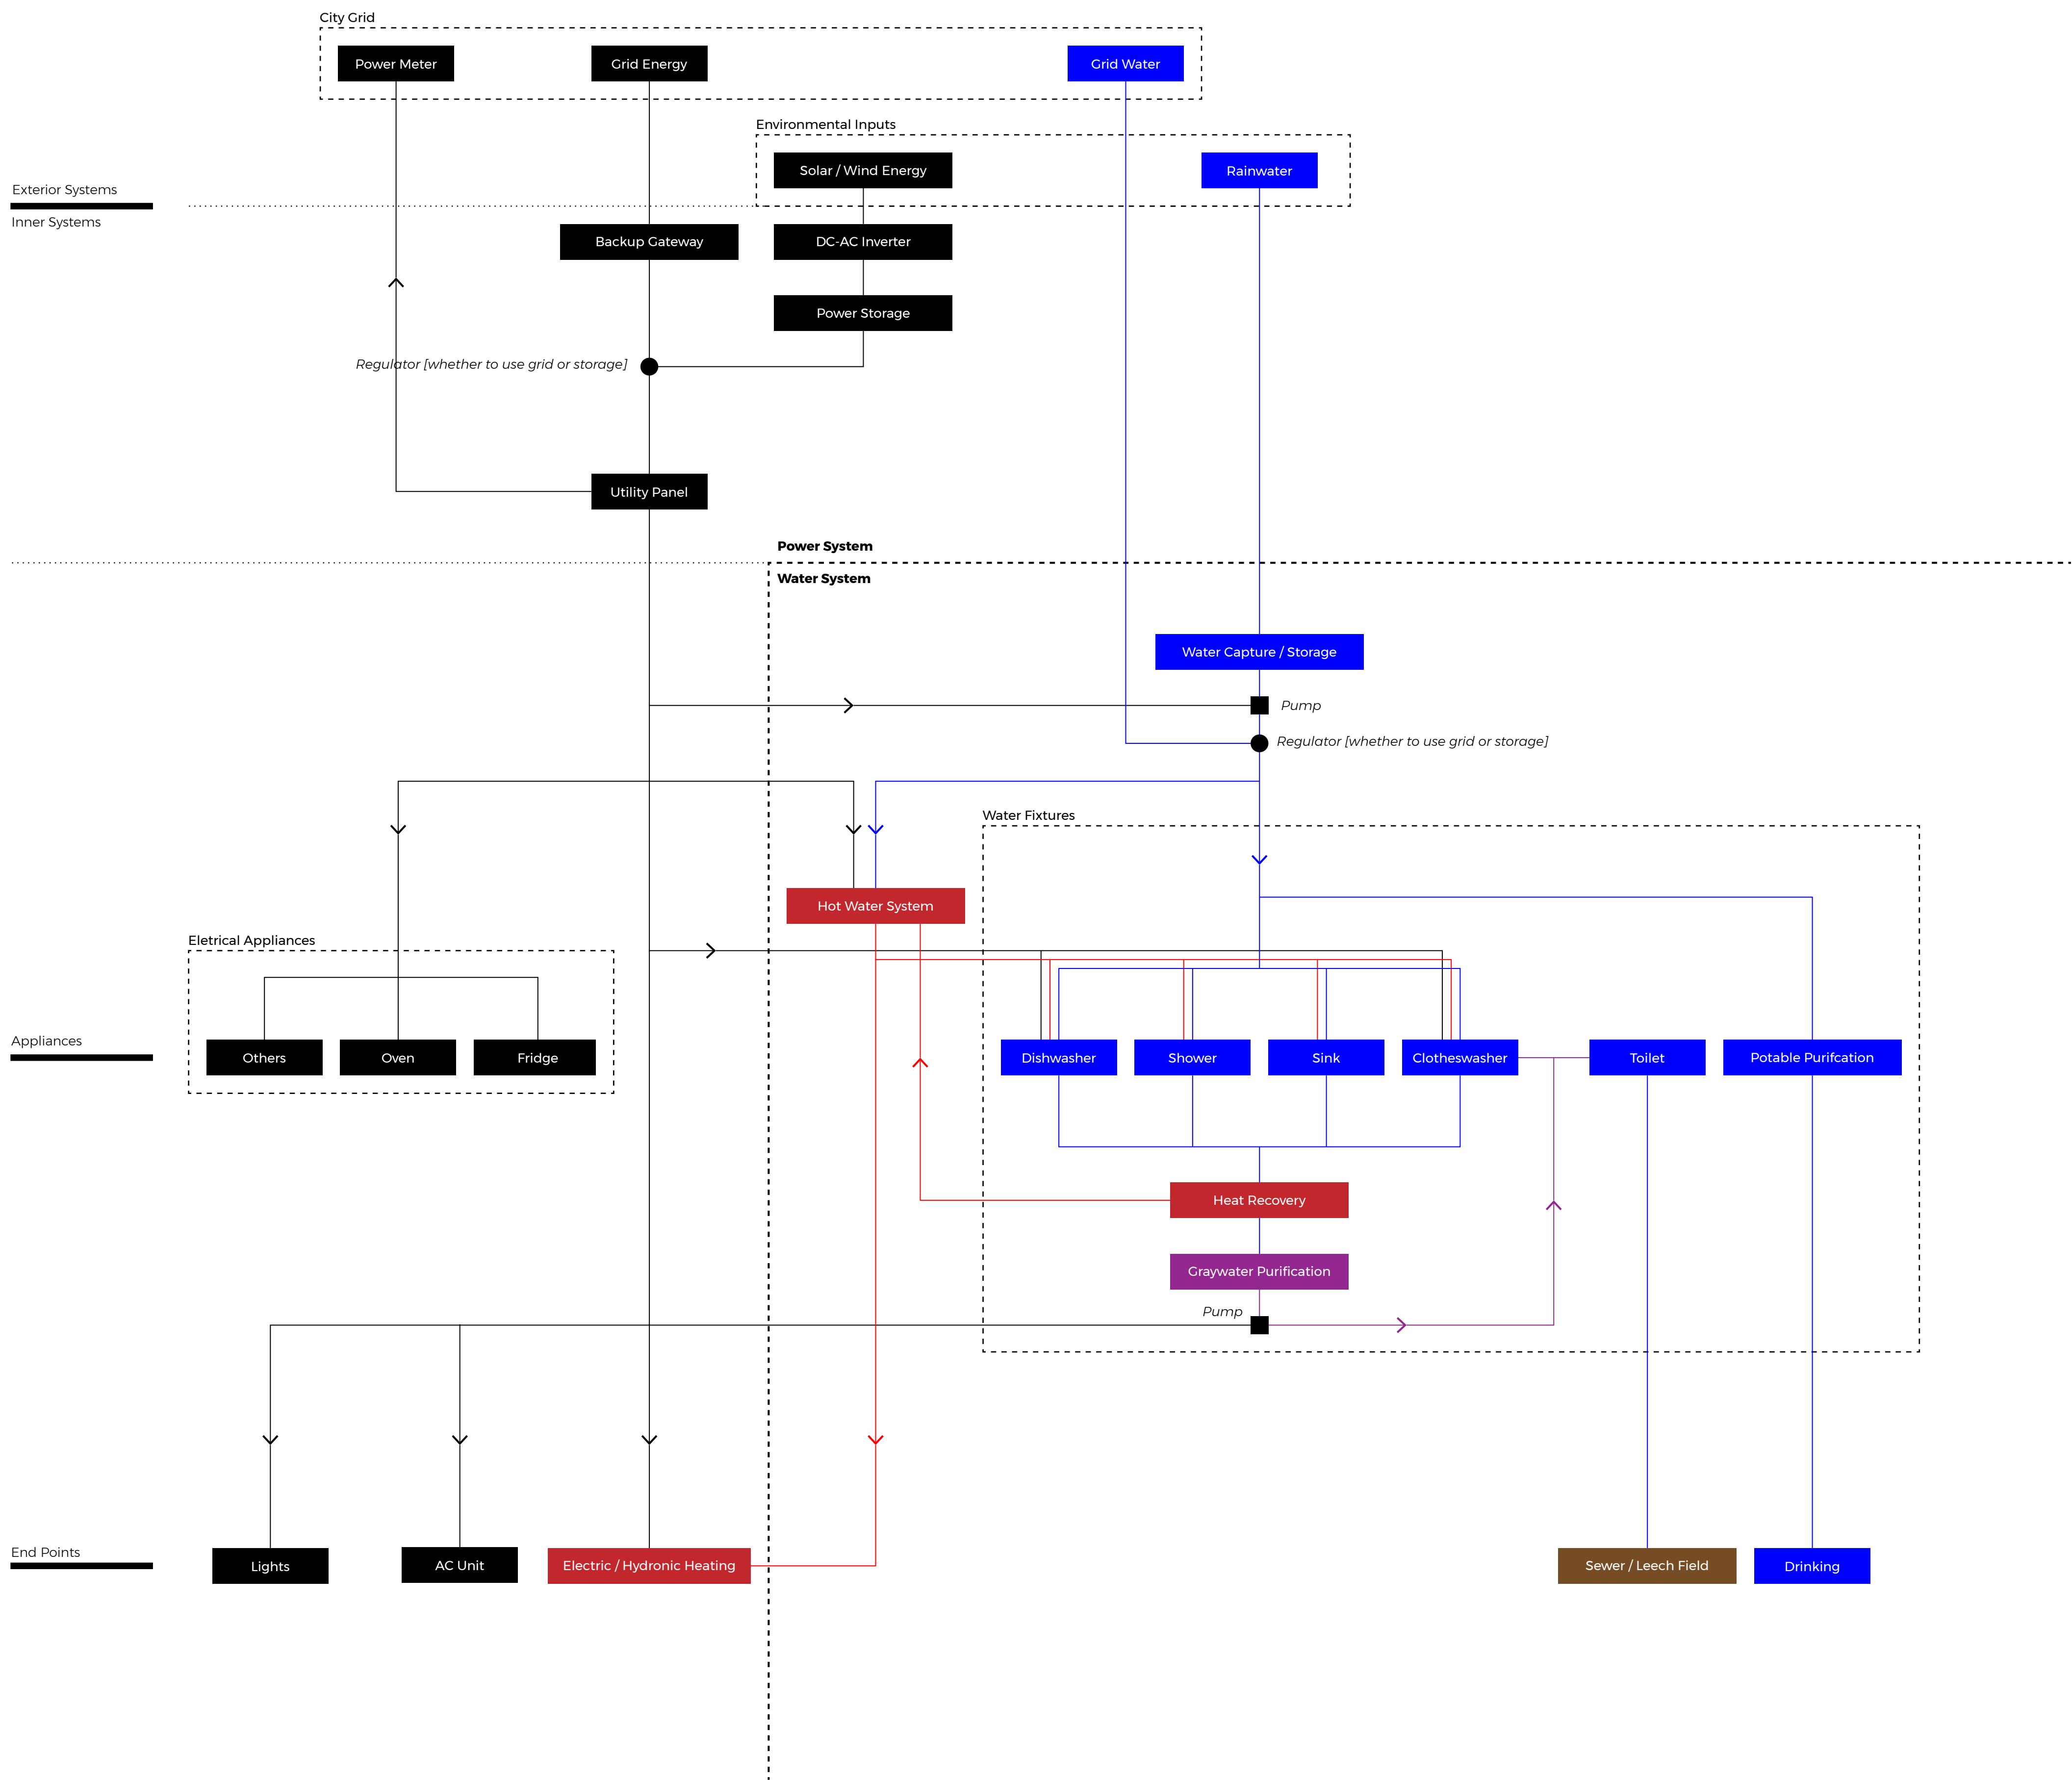 City Grid
Power Meter
Grid Energy
Grid Water
Environmental Inputs
Solar / Wind Energy
Rainwater
Exterior Systems
Inner Systems
Backup Gateway
DC-AC Inverter
Power Storage
Regulator [whether to use grid or storage]
Utility Panel
Power System
Water System
Water Capture / Storage
Pump
Regulator [whether to use grid or storage]
Water Fixtures
Hot Water System
Eletrical Appliances
Appliances
Others
Oven
Fridge
Dishwasher
Shower
Sink
Clotheswasher
Toilet
Potable Purifcation
Heat Recovery
Graywater Purification
Pump
End Points
Lights
AC Unit
Electric / Hydronic Heating
Sewer / Leech Field
Drinking